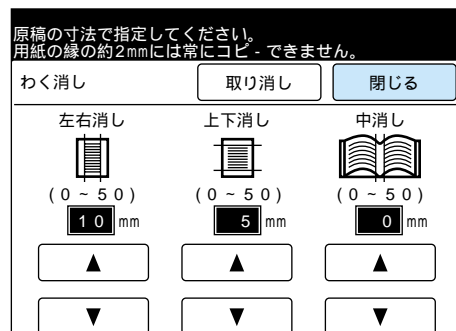 原稿の寸法で指定してください。
用紙の縁の約2mmには常にコピ-できません。
わく消し 取り消し 閉じる
左右消し 上下消し 中消し
(0~50) (0~50) (0~50)
10 mm 5 mm 0 mm
▲ ▲ ▲
▼ ▼ ▼